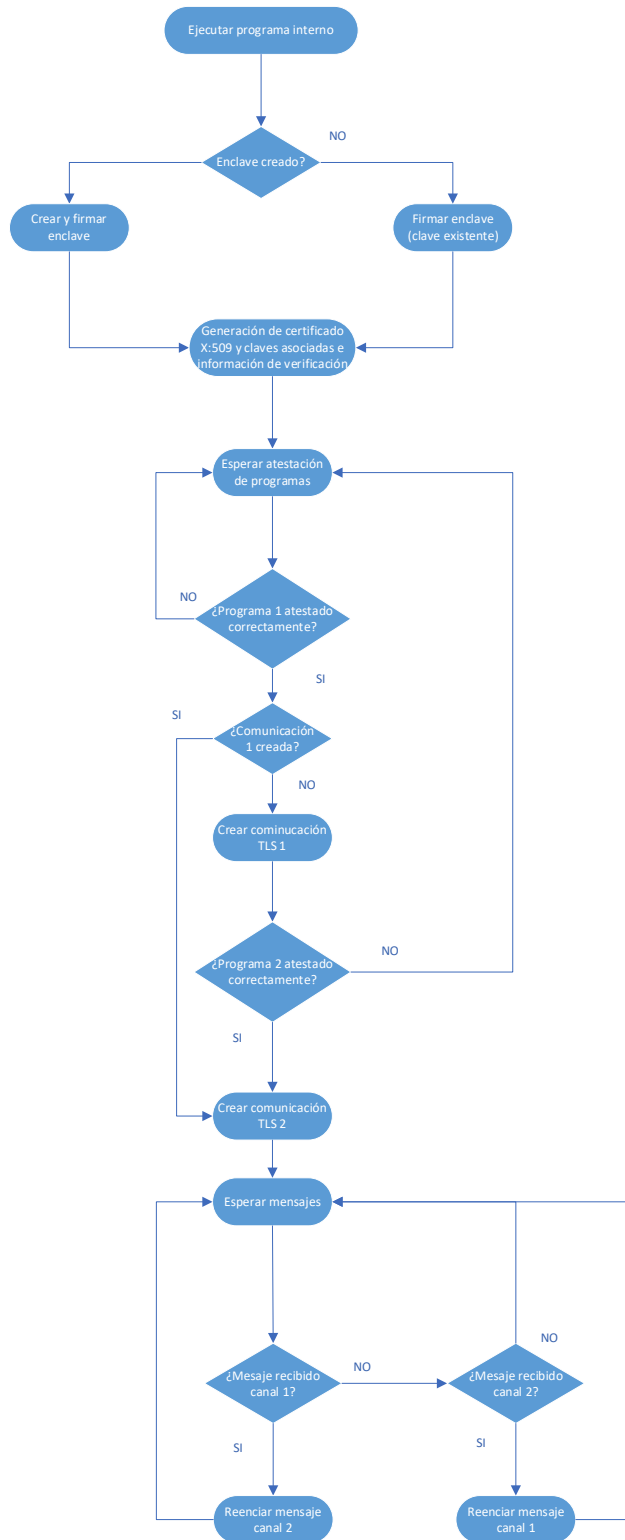 Ejecutar programa interno
NO
Enclave creado?
Crear y firmar
enclave
Firmar enclave
(clave existente)
Generación de certificado
X:509 y claves asociadas e
información de verificación
Esperar atestación
de programas
NO
¿Programa 1 atestado
correctamente?
SI
SI
¿Comunicación
1 creada?
NO
Crear cominucación
TLS 1
¿Programa 2 atestado
correctamente?
NO
SI
Crear comunicación
TLS 2
Esperar mensajes
NO
NO
¿Mesaje recibido
canal 1?
¿Mesaje recibido
canal 2?
SI
SI
Reenciar mensaje
canal 2
Reenciar mensaje
canal 1